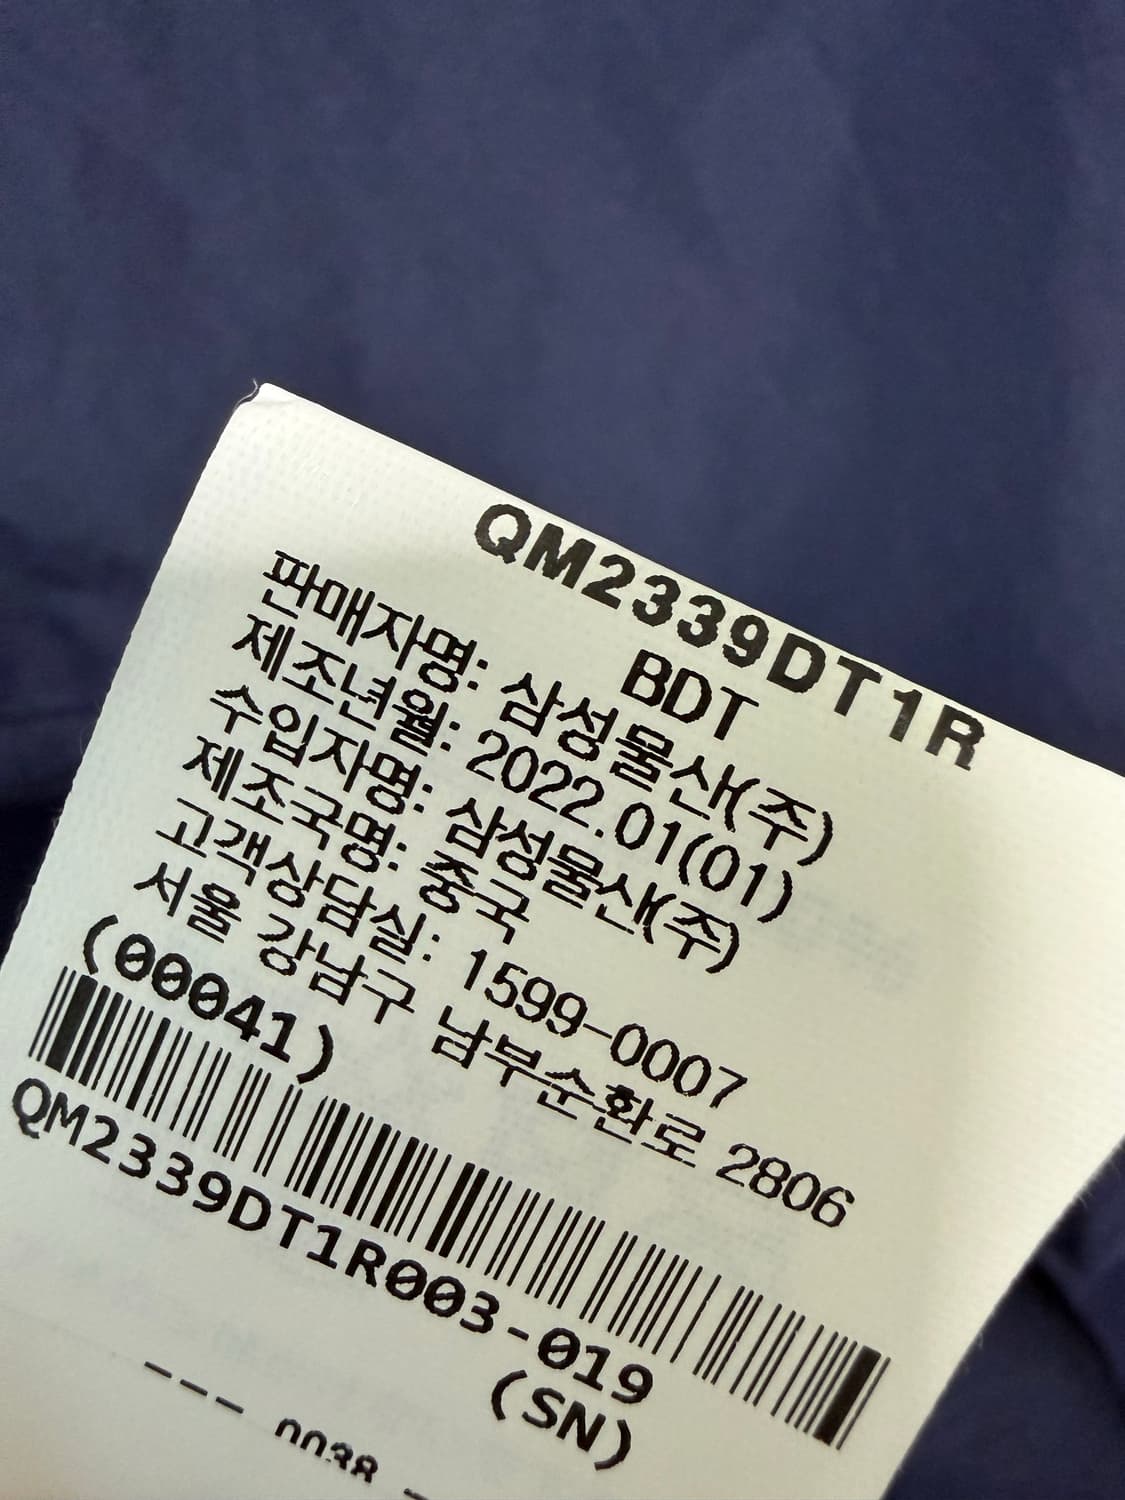 QM2339DT1R
BDT
판매자명: 삼성물산(주)
제조년월: 2022.01(01)
수입자명: 삼성물산(주)
제조국명: 중국
고객상담실: 1599-0007
서울 강남구 남부순환로 2806
(00041)
QM2339DT1R003-019
(SN)
--- 0038 -